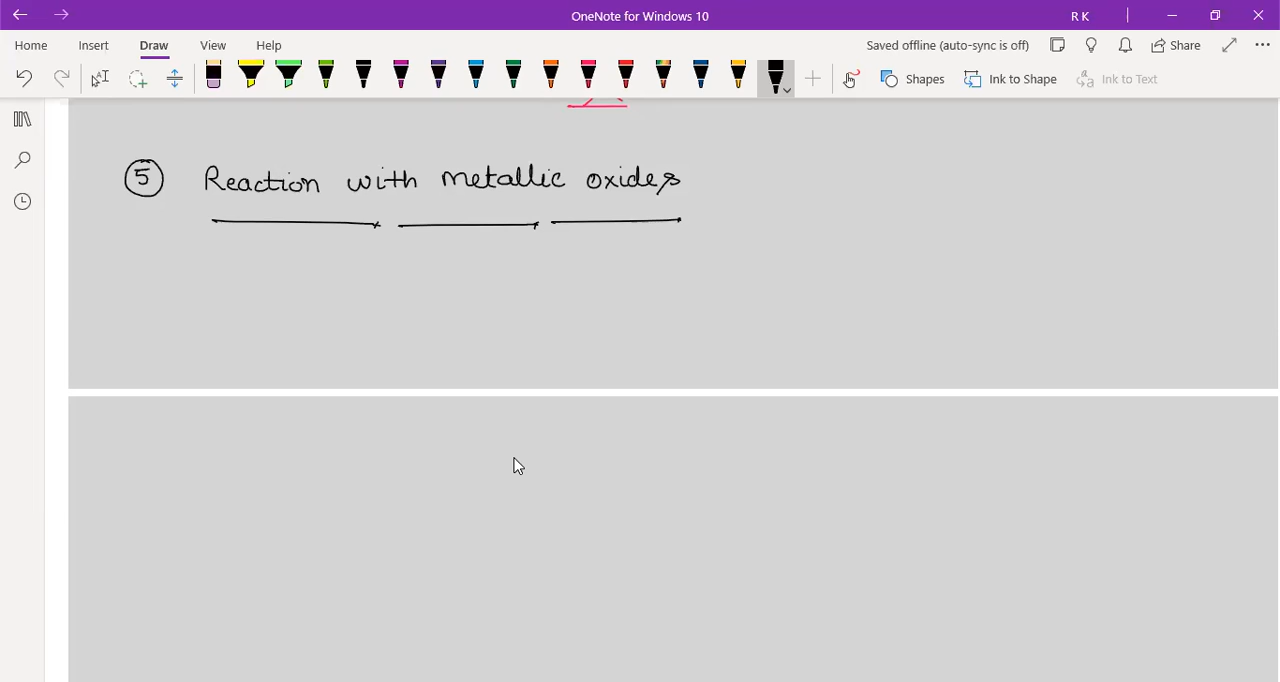 OneNote for Windows 10
R K
Home Insert Draw View Help
Saved offline (auto-sync is off)
Share
Shapes
Ink to Shape
Ink to Text
5 Reaction with metallic oxides